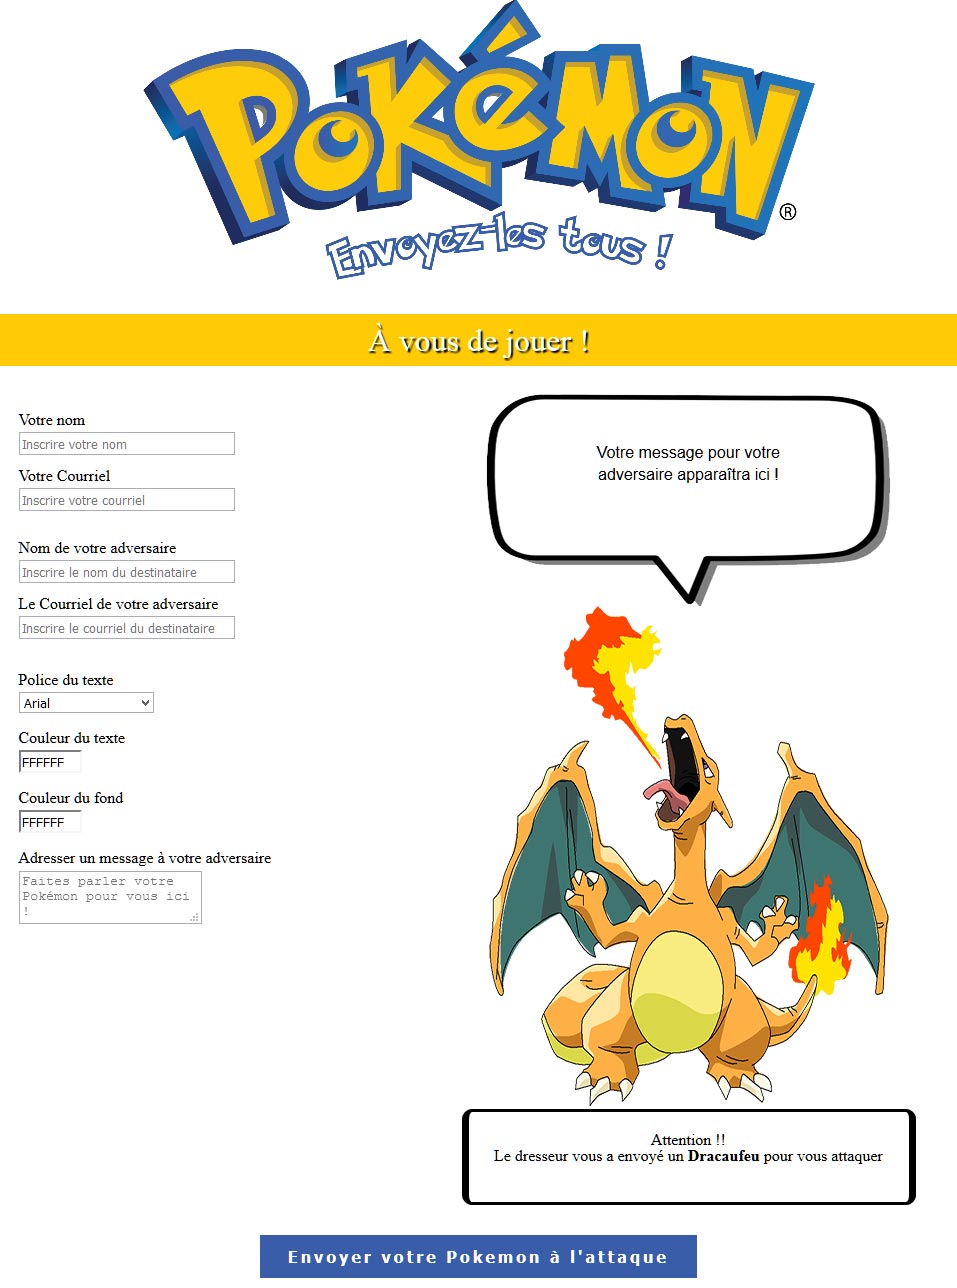 POKéMON
®
Envoyez-les tous !
À vous de jouer !
Votre nom
Inscrire votre nom
Votre Courriel
Inscrire votre courriel
Nom de votre adversaire
Inscrire le nom du destinataire
Le Courriel de votre adversaire
Inscrire le courriel du destinataire
Police du texte
Arial
Couleur du texte
FFFFFF
Couleur du fond
FFFFFF
Adresser un message à votre adversaire
Faites parler votre
Pokémon pour vous ici
!
Votre message pour votre
adversaire apparaîtra ici !
Attention !!
Le dresseur vous a envoyé un Dracaufeu pour vous attaquer
Envoyer votre Pokemon à l'attaque